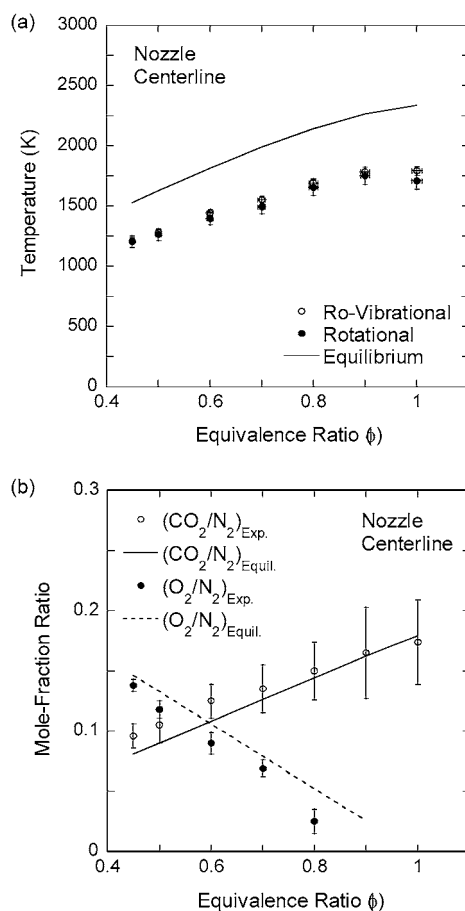 (a)
3000
2500
2000
1500
1000
500
0
Temperature (K)
Nozzle
Centerline
Ro-Vibrational
Rotational
Equilibrium
0.4 0.6 0.8 1
Equivalence Ratio (ϕ)
(b)
0.3
0.2
0.1
0
Mole-Fraction Ratio
(CO₂/N₂)Exp.
(CO₂/N₂)Equil.
(O₂/N₂)Exp.
(O₂/N₂)Equil.
Nozzle
Centerline
0.4 0.6 0.8 1
Equivalence Ratio (ϕ)